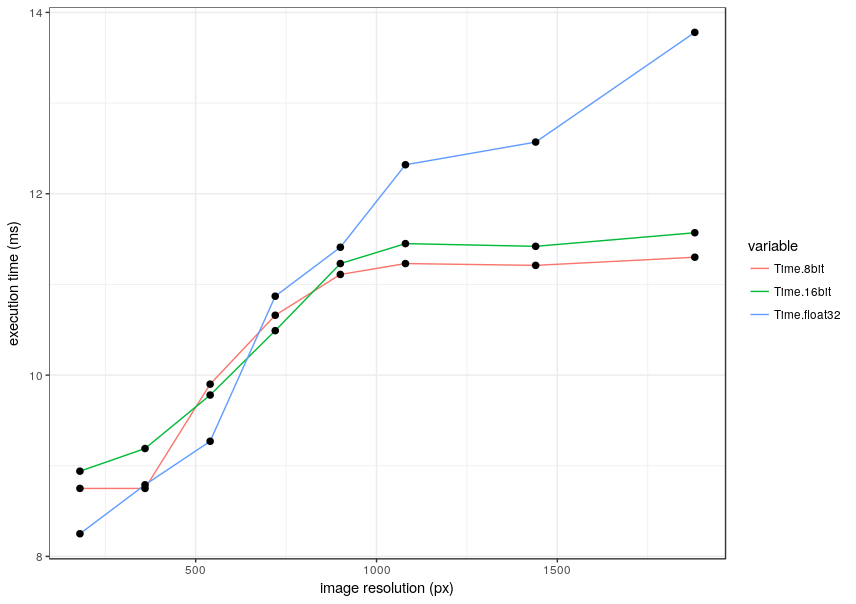 14
12
10
8
execution time (ms)
500
1000
1500
image resolution (px)
variable
Time.8bit
Time.16bit
Time.float32